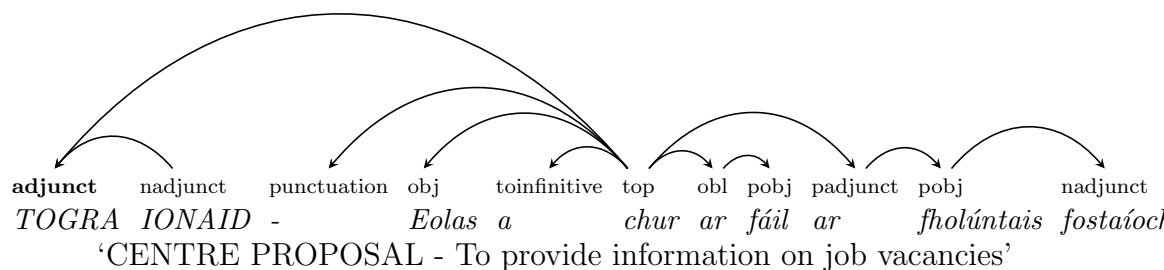 adjunct nadjunct punctuation obj toinfinitive top obl pobj padjunct pobj nadjunct
TOGRA IONAID - Eolas a chur ar fáil ar fholúntais
‘CENTRE PROPOSAL - To provide information on job vacancies’